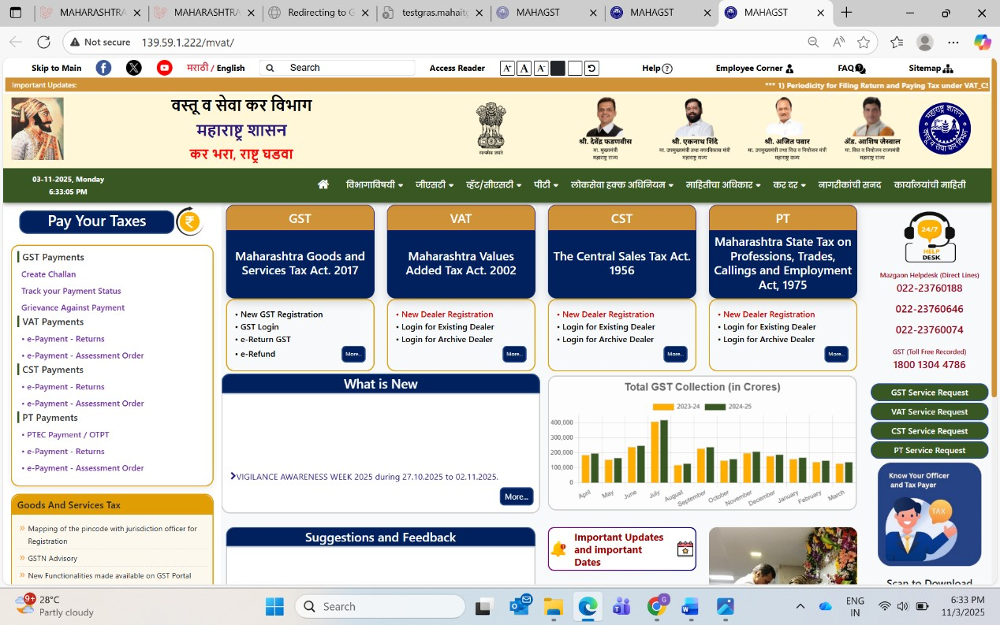 MAHARASHTRA
MAHARASHTRA
Redirecting to G
testgras.mahaitg
MAHAGST
MAHAGST
MAHAGST
Not secure
139.59.1.222/mvat/
Skip to Main
मराठी / English
Search
Access Reader
A+ A A-
Help
Employee Corner
FAQ
Sitemap
Important Updates:
*** 1) Periodicity for Filing Return and Paying Tax under VAT_CS
वस्तू व सेवा कर विभाग
महाराष्ट्र शासन
कर भरा, राष्ट्र घडवा
सत्यमेव जयते
श्री. देवेंद्र फडणवीस
मा. मुख्यमंत्री
महाराष्ट्र राज्य
श्री. एकनाथ शिंदे
मा. उपमुख्यमंत्री तथा नगरविकास मंत्री
महाराष्ट्र राज्य
श्री. अजित पवार
मा. उपमुख्यमंत्री तथा वित्त व नियोजन मंत्री
महाराष्ट्र राज्य
ॲड. आशिष जैस्वाल
मा. वित्त व नियोजन राज्यमंत्री
महाराष्ट्र राज्य
महाराष्ट्र शासन
वस्तू व सेवा कर विभाग
03-11-2025, Monday
6:33:05 PM
विभागाविषयी
जीएसटी
व्हॅट/सीएसटी
पीटी
लोकसेवा हक्क अधिनियम
माहितीचा अधिकार
कर दर
नागरीकांची सनद
कार्यालयांची माहिती
Pay Your Taxes
GST Payments
Create Challan
Track your Payment Status
Grievance Against Payment
VAT Payments
• e-Payment - Returns
• e-Payment - Assessment Order
CST Payments
• e-Payment - Returns
• e-Payment - Assessment Order
PT Payments
• PTEC Payment / OTPT
• e-Payment - Returns
• e-Payment - Assessment Order
Goods And Services Tax
» Mapping of the pincode with jurisdiction officer for
Registration
» GSTN Advisory
» New Functionalities made available on GST Portal
GST
Maharashtra Goods and
Services Tax Act. 2017
• New GST Registration
• GST Login
• e-Return GST
• e-Refund
More..
VAT
Maharashtra Values
Added Tax Act. 2002
• New Dealer Registration
• Login for Existing Dealer
• Login for Archive Dealer
More..
CST
The Central Sales Tax Act.
1956
• New Dealer Registration
• Login for Existing Dealer
• Login for Archive Dealer
More..
PT
Maharashtra State Tax on
Professions, Trades,
Callings and Employment
Act, 1975
• New Dealer Registration
• Login for Existing Dealer
• Login for Archive Dealer
More..
What is New
VIGILANCE AWARENESS WEEK 2025 during 27.10.2025 to 02.11.2025.
More...
Total GST Collection (in Crores)
2023-24 2024-25
400,000
300,000
200,000
100,000
0
April May June July August September October November December January February March
Suggestions and Feedback
Important Updates
and important
Dates
24/7
HELP
DESK
Mazgaon Helpdesk (Direct Lines)
022-23760188
022-23760646
022-23760074
GST (Toll Free Recorded)
1800 1304 4786
GST Service Request
VAT Service Request
CST Service Request
PT Service Request
Know Your Officer
and Tax Payer
TAX
Scan to Download
9+
28°C
Partly cloudy
Search
ENG
IN
6:33 PM
11/3/2025